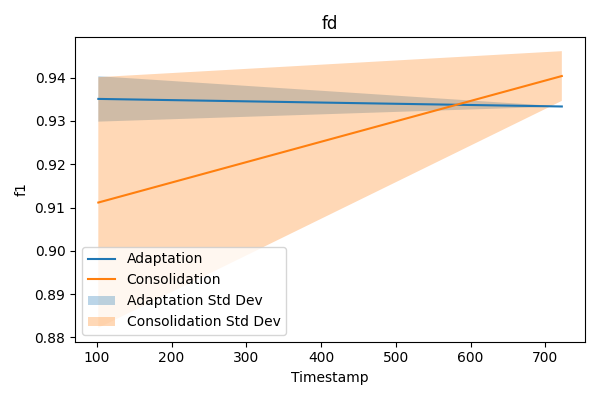 fd
f1
0.94
0.93
0.92
0.91
0.90
0.89
0.88
Adaptation
Consolidation
Adaptation Std Dev
Consolidation Std Dev
100 200 300 400 500 600 700
Timestamp